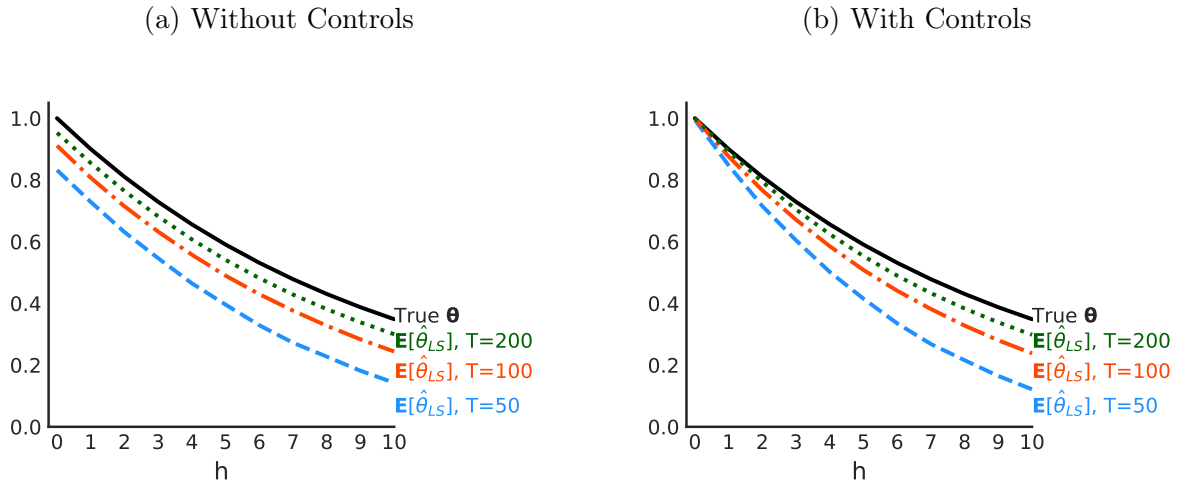 (a) Without Controls
1.0
0.8
0.6
0.4
0.2
0.0
True θ
E[θ̂_LS], T=200
E[θ̂_LS], T=100
E[θ̂_LS], T=50
0 1 2 3 4 5 6 7 8 9 10
h
(b) With Controls
1.0
0.8
0.6
0.4
0.2
0.0
True θ
E[θ̂_LS], T=200
E[θ̂_LS], T=100
E[θ̂_LS], T=50
0 1 2 3 4 5 6 7 8 9 10
h